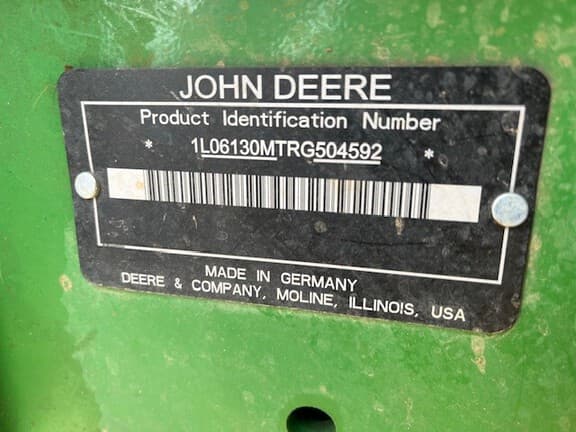 JOHN DEERE
Product Identification Number
* 1L06130MTRG504592 *
MADE IN GERMANY
DEERE & COMPANY, MOLINE, ILLINOIS, USA